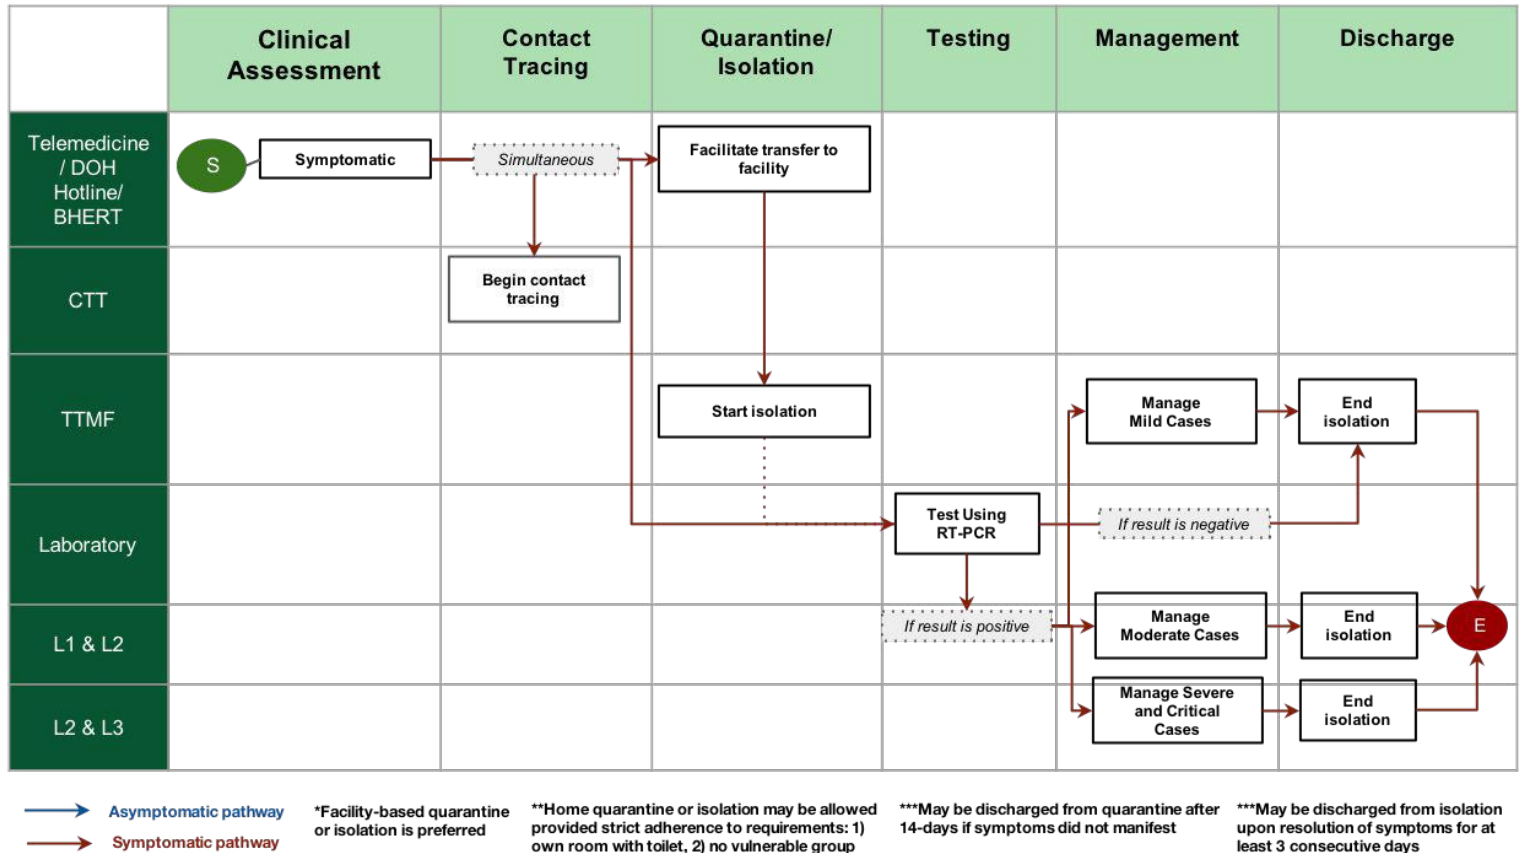 Clinical
Assessment
Contact
Tracing
Quarantine/
Isolation
Testing
Management
Discharge
Telemedicine
/ DOH
Hotline/
BHERT
S
Symptomatic
Simultaneous
Facilitate transfer to
facility
CTT
Begin contact
tracing
TTMF
Start isolation
Manage
Mild Cases
End
isolation
Laboratory
Test Using
RT-PCR
If result is negative
L1 & L2
If result is positive
Manage
Moderate Cases
End
isolation
E
L2 & L3
Manage Severe
and Critical
Cases
End
isolation
Asymptomatic pathway
Symptomatic pathway
*Facility-based quarantine
or isolation is preferred
**Home quarantine or isolation may be allowed
provided strict adherence to requirements: 1)
own room with toilet, 2) no vulnerable group
***May be discharged from quarantine after
14-days if symptoms did not manifest
***May be discharged from isolation
upon resolution of symptoms for at
least 3 consecutive days